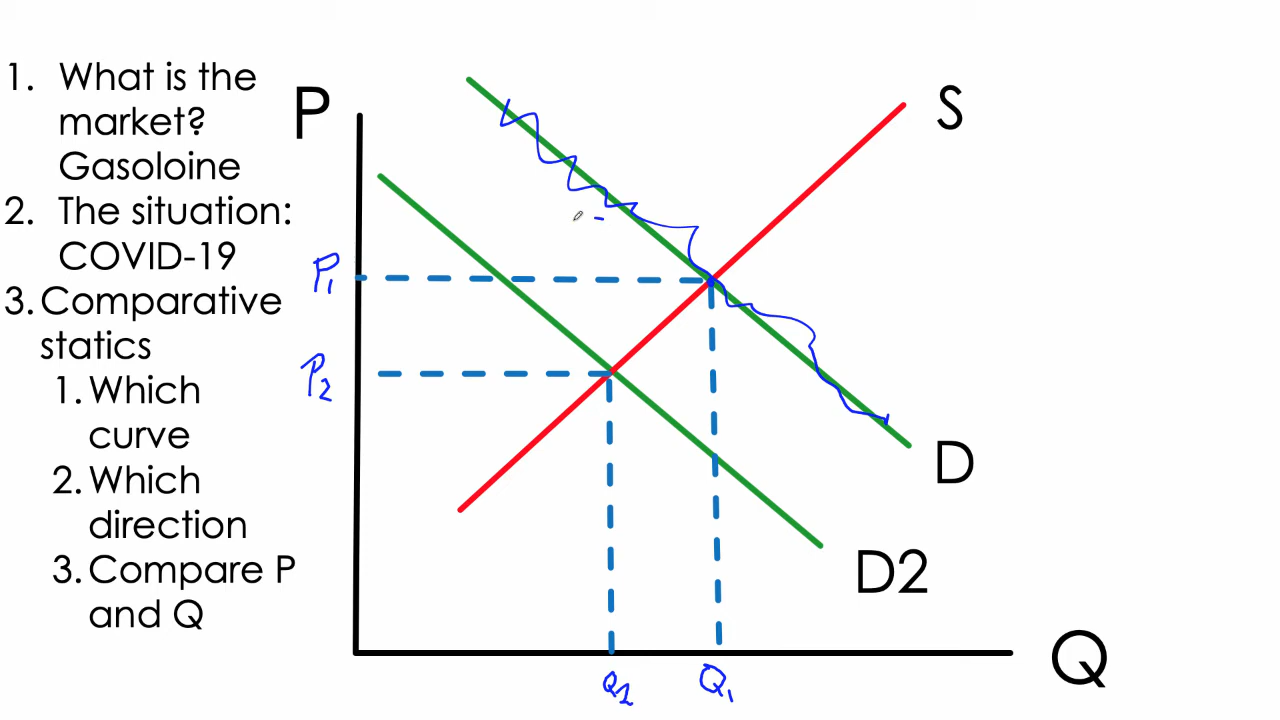 1. What is the
market?
Gasoloine
2. The situation:
COVID-19
3. Comparative
statics
1. Which
curve
2. Which
direction
3. Compare P
and Q
P
S
P1
P2
D
D2
Q2
Q1
Q